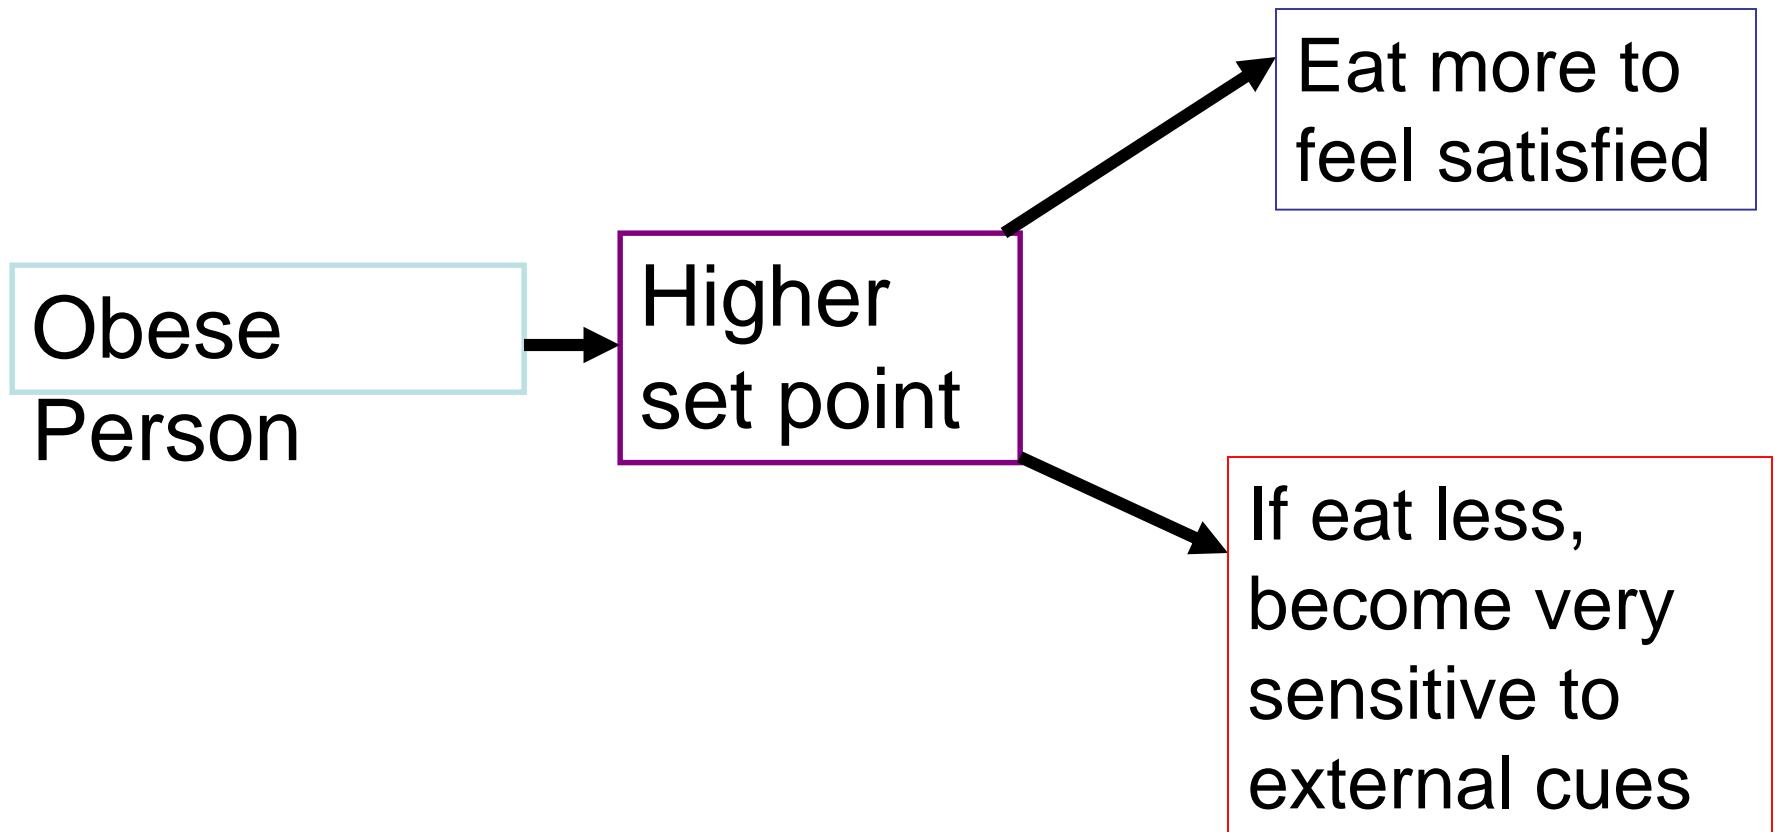 Obese
Person
Higher
set point
Eat more to
feel satisfied
If eat less,
become very
sensitive to
external cues